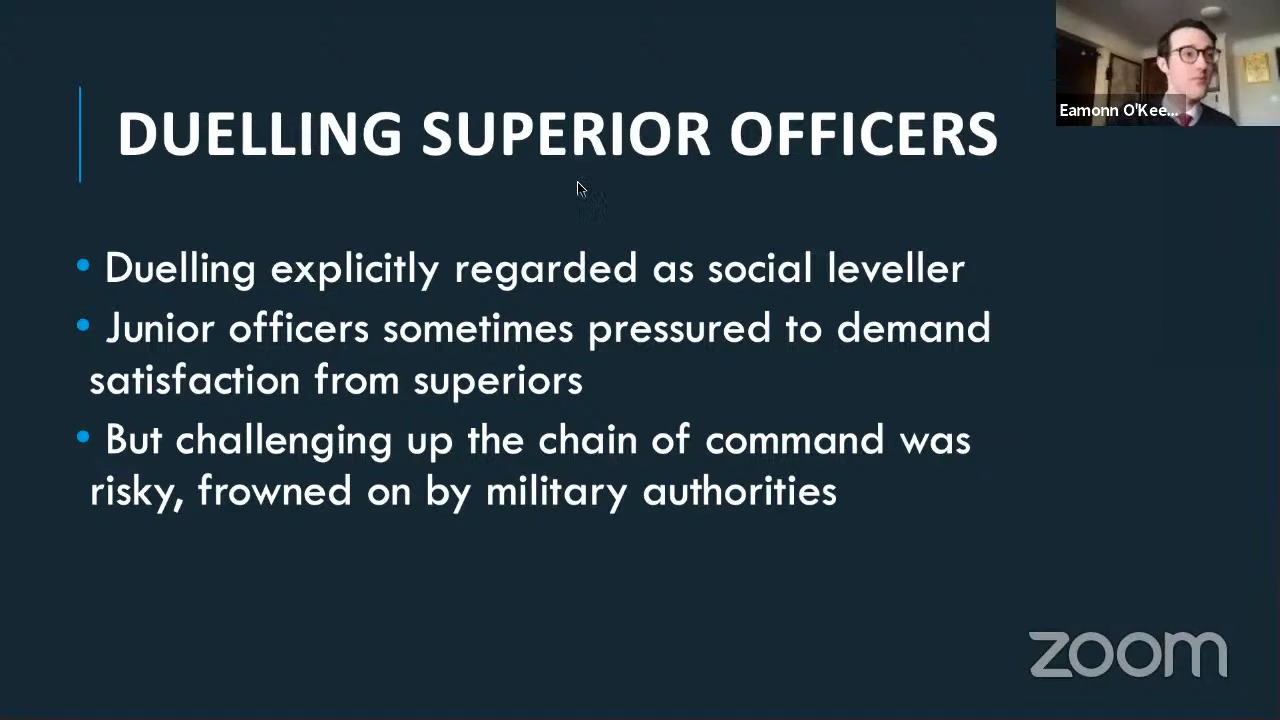 DUELLING SUPERIOR OFFICERS
Eamonn O'Kee...
• Duelling explicitly regarded as social leveller
• Junior officers sometimes pressured to demand
satisfaction from superiors
• But challenging up the chain of command was
risky, frowned on by military authorities
zoom